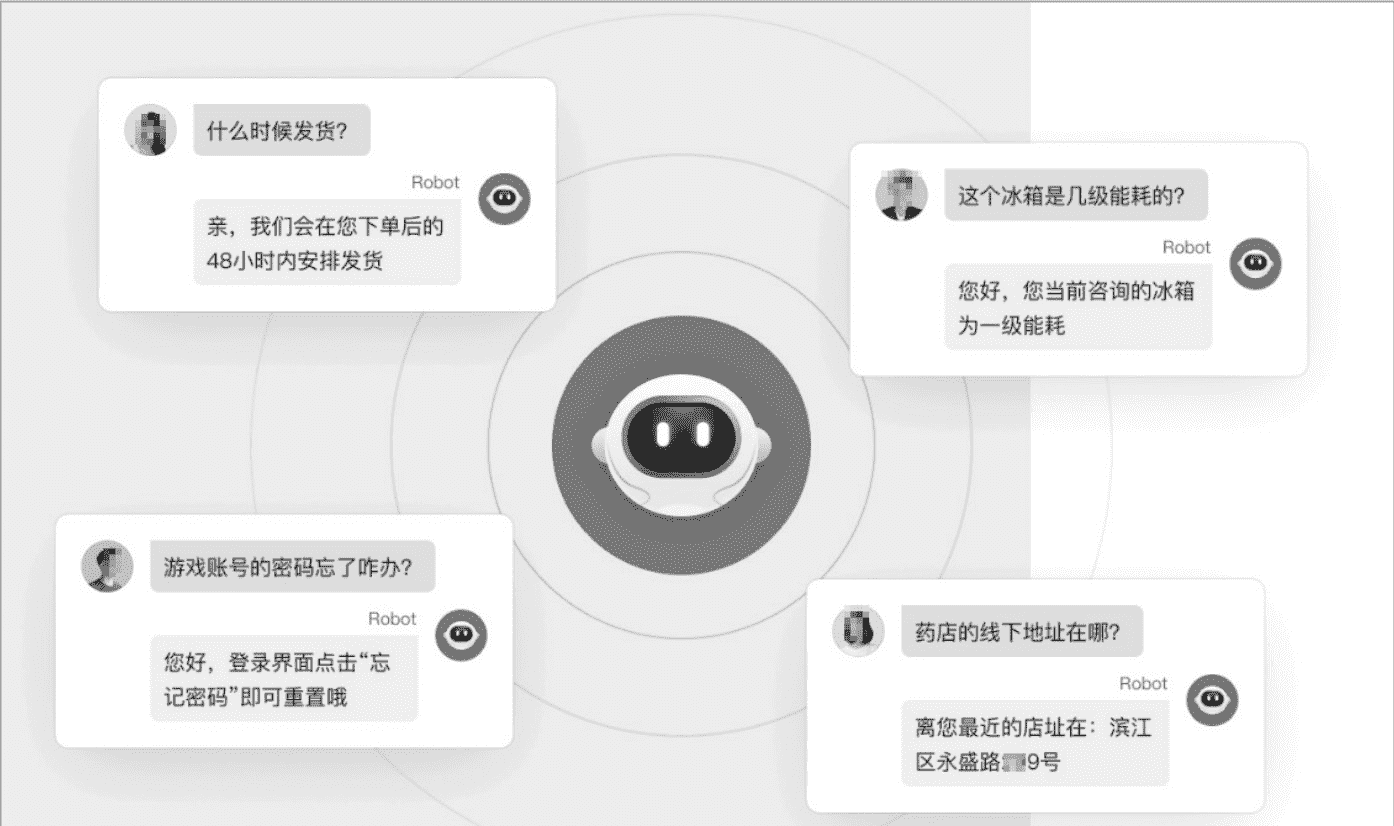 什么时候发货?
Robot
亲，我们会在您下单后的
48小时内安排发货
这个冰箱是几级能耗的?
Robot
您好，您当前咨询的冰箱
为一级能耗
游戏账号的密码忘了咋办?
Robot
您好，登录界面点击“忘
记密码”即可重置哦
药店的线下地址在哪?
Robot
离您最近的店址在：滨江
区永盛路9号